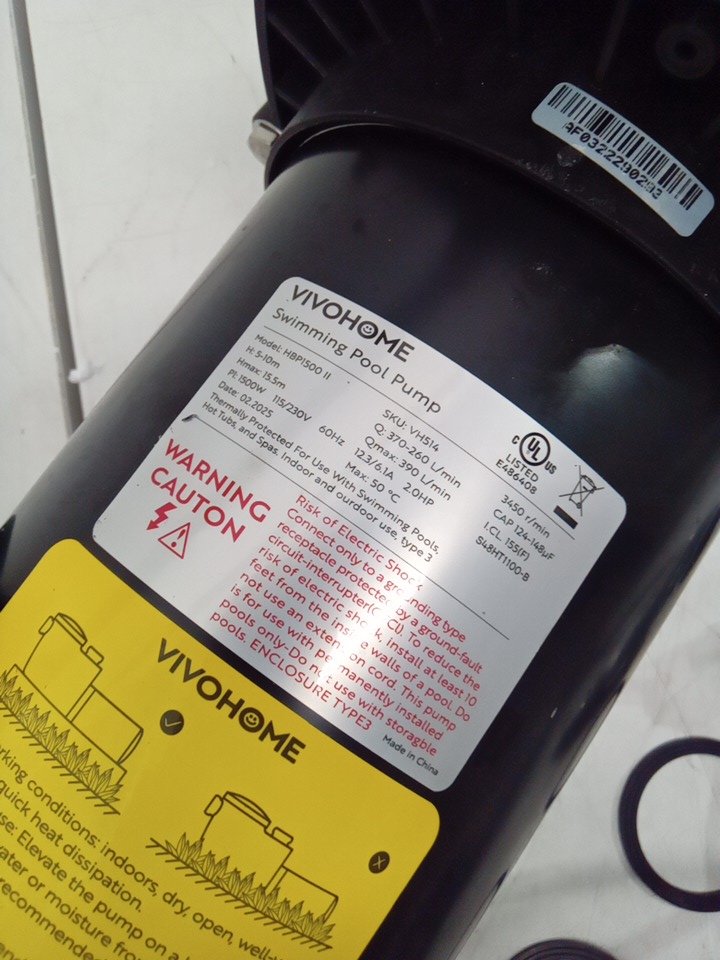 AF0322290293
VIVOHOME
Swimming Pool Pump
Model: HBP1500 II
SKU: VH514
H: 5-10m
Q: 370-260 L/min
Hmax: 15.5m
Qmax: 390 L/min
3450 r/min
P1: 1500W 115/230V 60Hz 12.3/6.1A 2.0HP
CAP 124-148µF
Date: 02.2025
Max: 50 °C
I.CL. 155(F)
S48HT1100-B
Thermally Protected For Use With Swimming Pools,
Hot Tubs, and Spas. Indoor and ourdoor use, type 3
C UL US
LISTED
E486408
WARNING
CAUTON
Risk of Electric Shock
Connect only to a grounding type
receptacle protected by a ground-fault
circuit-interrupter(GFCI). To reduce the
risk of electric shock, install at least 10
feet from the inside walls of a pool. Do
not use an extension cord. This pump
is for use with permanently installed
pools only-Do not use with storagble
pools. ENCLOSURE TYPE3
Made in China
VIVOHOME
rking conditions: indoors, dry, open, well-
quick heat dissipation.
se: Elevate the pump on a
ater or moisture fro
recommende